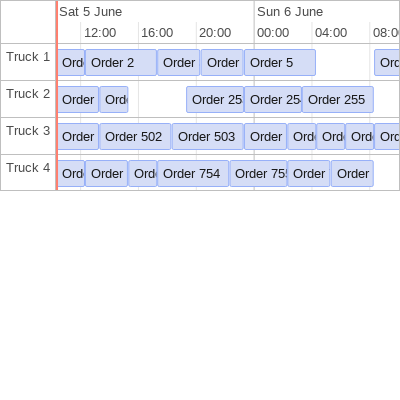 Sat 5 June Sun 6 June
12:00 16:00 20:00 00:00 04:00 08:0
Truck 1 Ord Order 2 Order Order Order 5 Ord
Truck 2 Order Ord Order 25 Order 25 Order 255
Truck 3 Order Order 502 Order 503 Order Ord Ord Ord Ord
Truck 4 Ord Order Ord Order 754 Order 755 Order Order